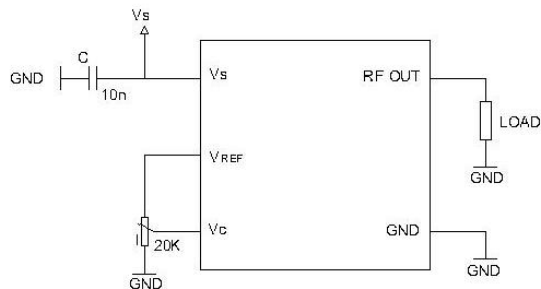 Vs
C
GND
10n
Vs
RF OUT
LOAD
GND
VREF
Vc
20K
GND
GND
GND